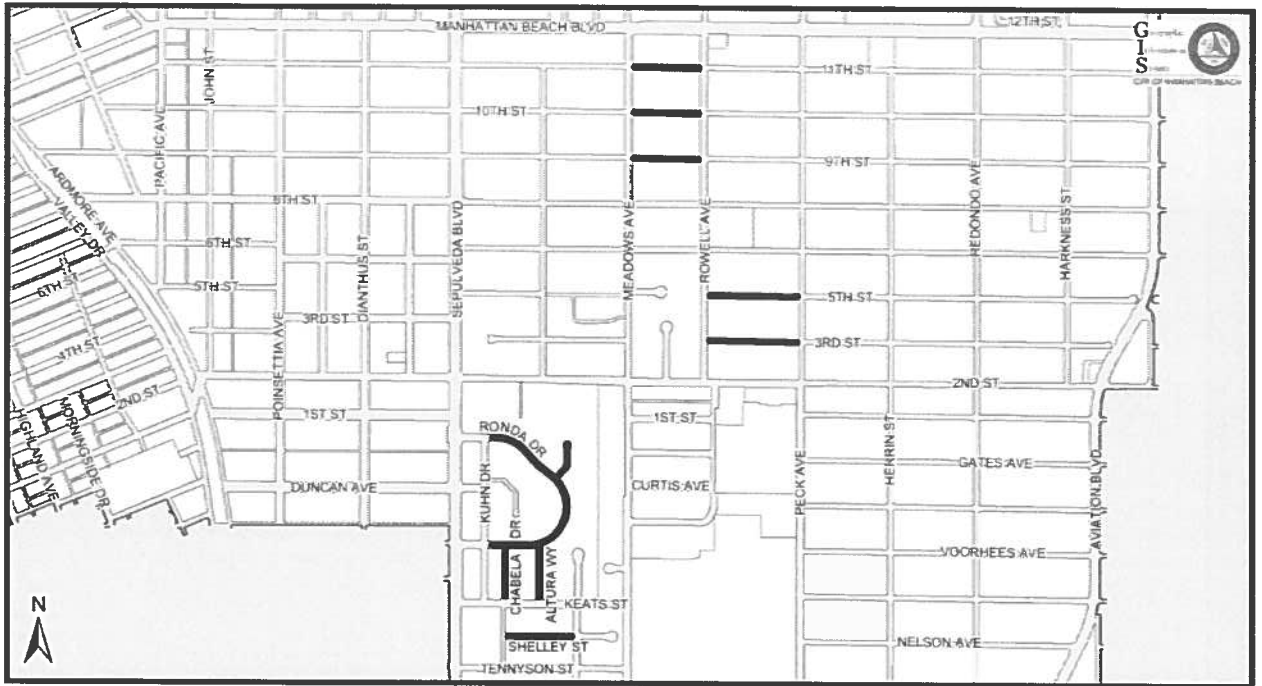 MANHATTAN BEACH BLVD
12TH ST
G
I
S
CITY OF MANHATTAN BEACH
JOHN ST
11TH ST
10TH ST
PACIFIC AVE
9TH ST
ARDMORE AVE
VALLEY DR
8TH ST
6TH ST
5TH ST
6TH ST
DIANTHUS ST
SEPULVEDA BLVD
MEADOWS AVE
ROWELL AVE
REDONDO AVE
HARKNESS ST
5TH ST
3RD ST
3RD ST
4TH ST
2ND ST
POINSETTIA AVE
2ND ST
1ST ST
1ST ST
HIGHLAND AVE
MORNINGSIDE DR
RONDA DR
KUHN DR
DUNCAN AVE
CURTIS AVE
PECK AVE
HERRIN ST
GATES AVE
AVIATION BLVD
VOORHEES AVE
CHABELA DR
ALTURA WY
KEATS ST
SHELLEY ST
TENNYSON ST
NELSON AVE
N